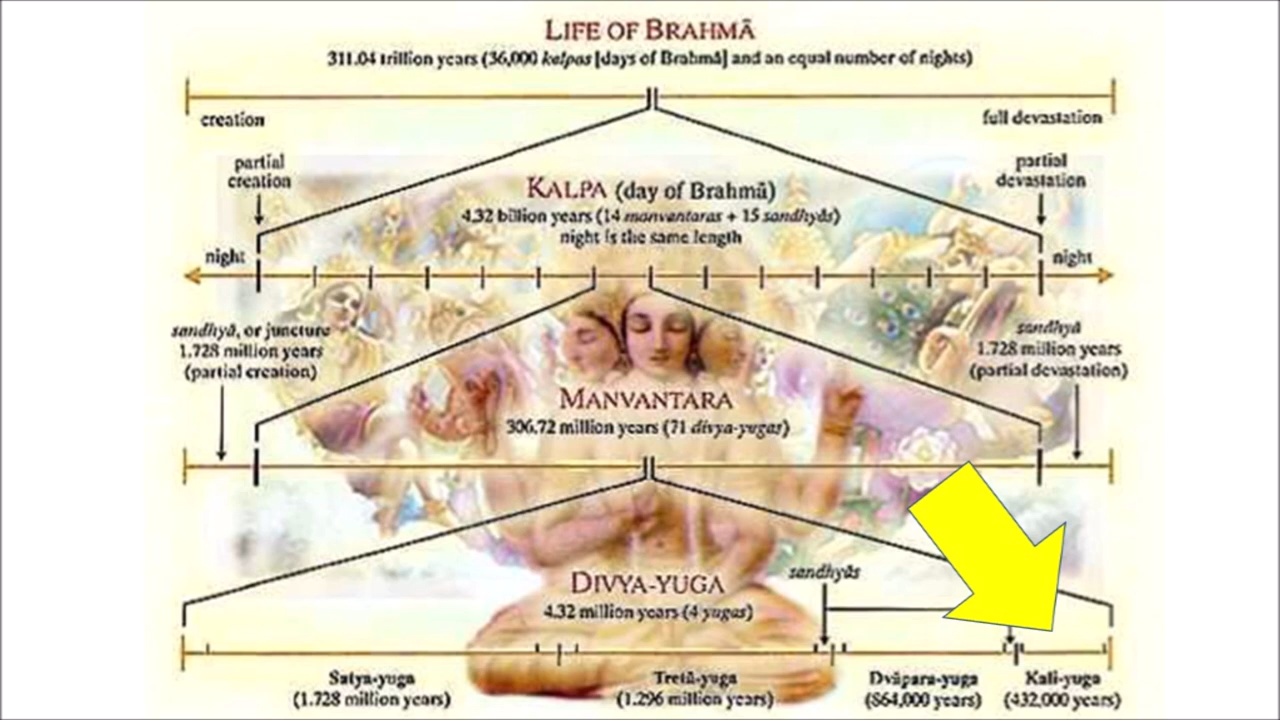 LIFE OF BRAHMĀ
311.04 trillion years (36,000 kalpas [days of Brahmā] and an equal number of nights)
creation
full devastation
partial
creation
partial
devastation
KALPA (day of Brahmā)
4.32 billion years (14 manvantaras + 15 sandhyās)
night is the same length
night
night
sandhyā, or juncture
1.728 million years
(partial creation)
sandhyā
1.728 million years
(partial devastation)
MANVANTARA
306.72 million years (71 divya-yugas)
DIVYA-YUGA
4.32 million years (4 yugas)
sandhyās
Satya-yuga
(1.728 million years)
Tretā-yuga
(1.296 million years)
Dvāpara-yuga
(864,000 years)
Kali-yuga
(432,000 years)